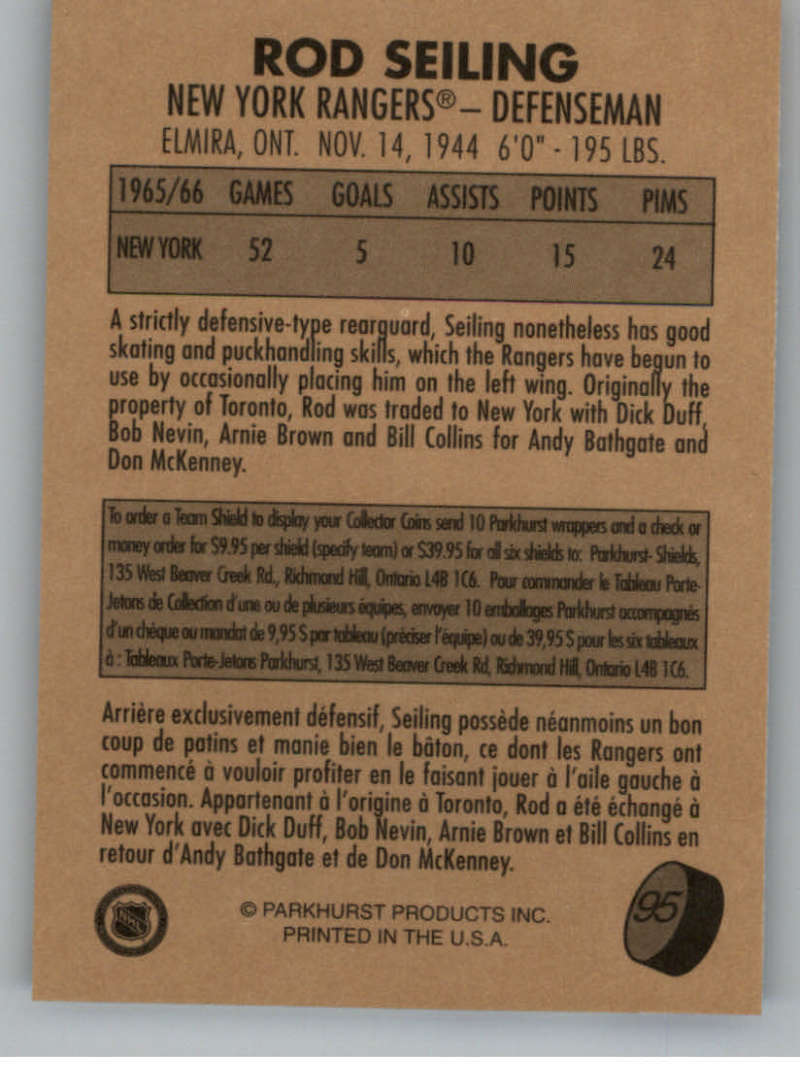 ROD SEILING
NEW YORK RANGERS® – DEFENSEMAN
ELMIRA, ONT. NOV. 14, 1944 6'0" - 195 LBS.
1965/66 GAMES GOALS ASSISTS POINTS PIMS
NEW YORK 52 5 10 15 24
A strictly defensive-type rearguard, Seiling nonetheless has good
skating and puckhandling skills, which the Rangers have begun to
use by occasionally placing him on the left wing. Originally the
property of Toronto, Rod was traded to New York with Dick Duff,
Bob Nevin, Arnie Brown and Bill Collins for Andy Bathgate and
Don McKenney.
To order a Team Shield to display your Collector Coins send 10 Parkhurst wrappers and a check or
money order for $9.95 per shield (specify team) or $39.95 for all six shields to: Parkhurst- Shields,
135 West Beaver Creek Rd., Richmond Hill, Ontario L4B 1C6. Pour commander le Tableau Porte-
Jetons de Collection d'une ou de plusieurs équipes, envoyer 10 emballages Parkhurst accompagnés
d'un chèque ou mandat de 9,95 $ par tableau (préciser l'équipe) ou de 39,95 $ pour les six tableaux
à : Tableaux Porte-Jetons Parkhurst, 135 West Beaver Creek Rd, Richmond Hill, Ontario L4B 1C6.
Arrière exclusivement défensif, Seiling possède néanmoins un bon
coup de patins et manie bien le bâton, ce dont les Rangers ont
commencé à vouloir profiter en le faisant jouer à l'aile gauche à
l'occasion. Appartenant à l'origine à Toronto, Rod a été échangé à
New York avec Dick Duff, Bob Nevin, Arnie Brown et Bill Collins en
retour d'Andy Bathgate et de Don McKenney.
NHL
© PARKHURST PRODUCTS INC.
PRINTED IN THE U.S.A.
95